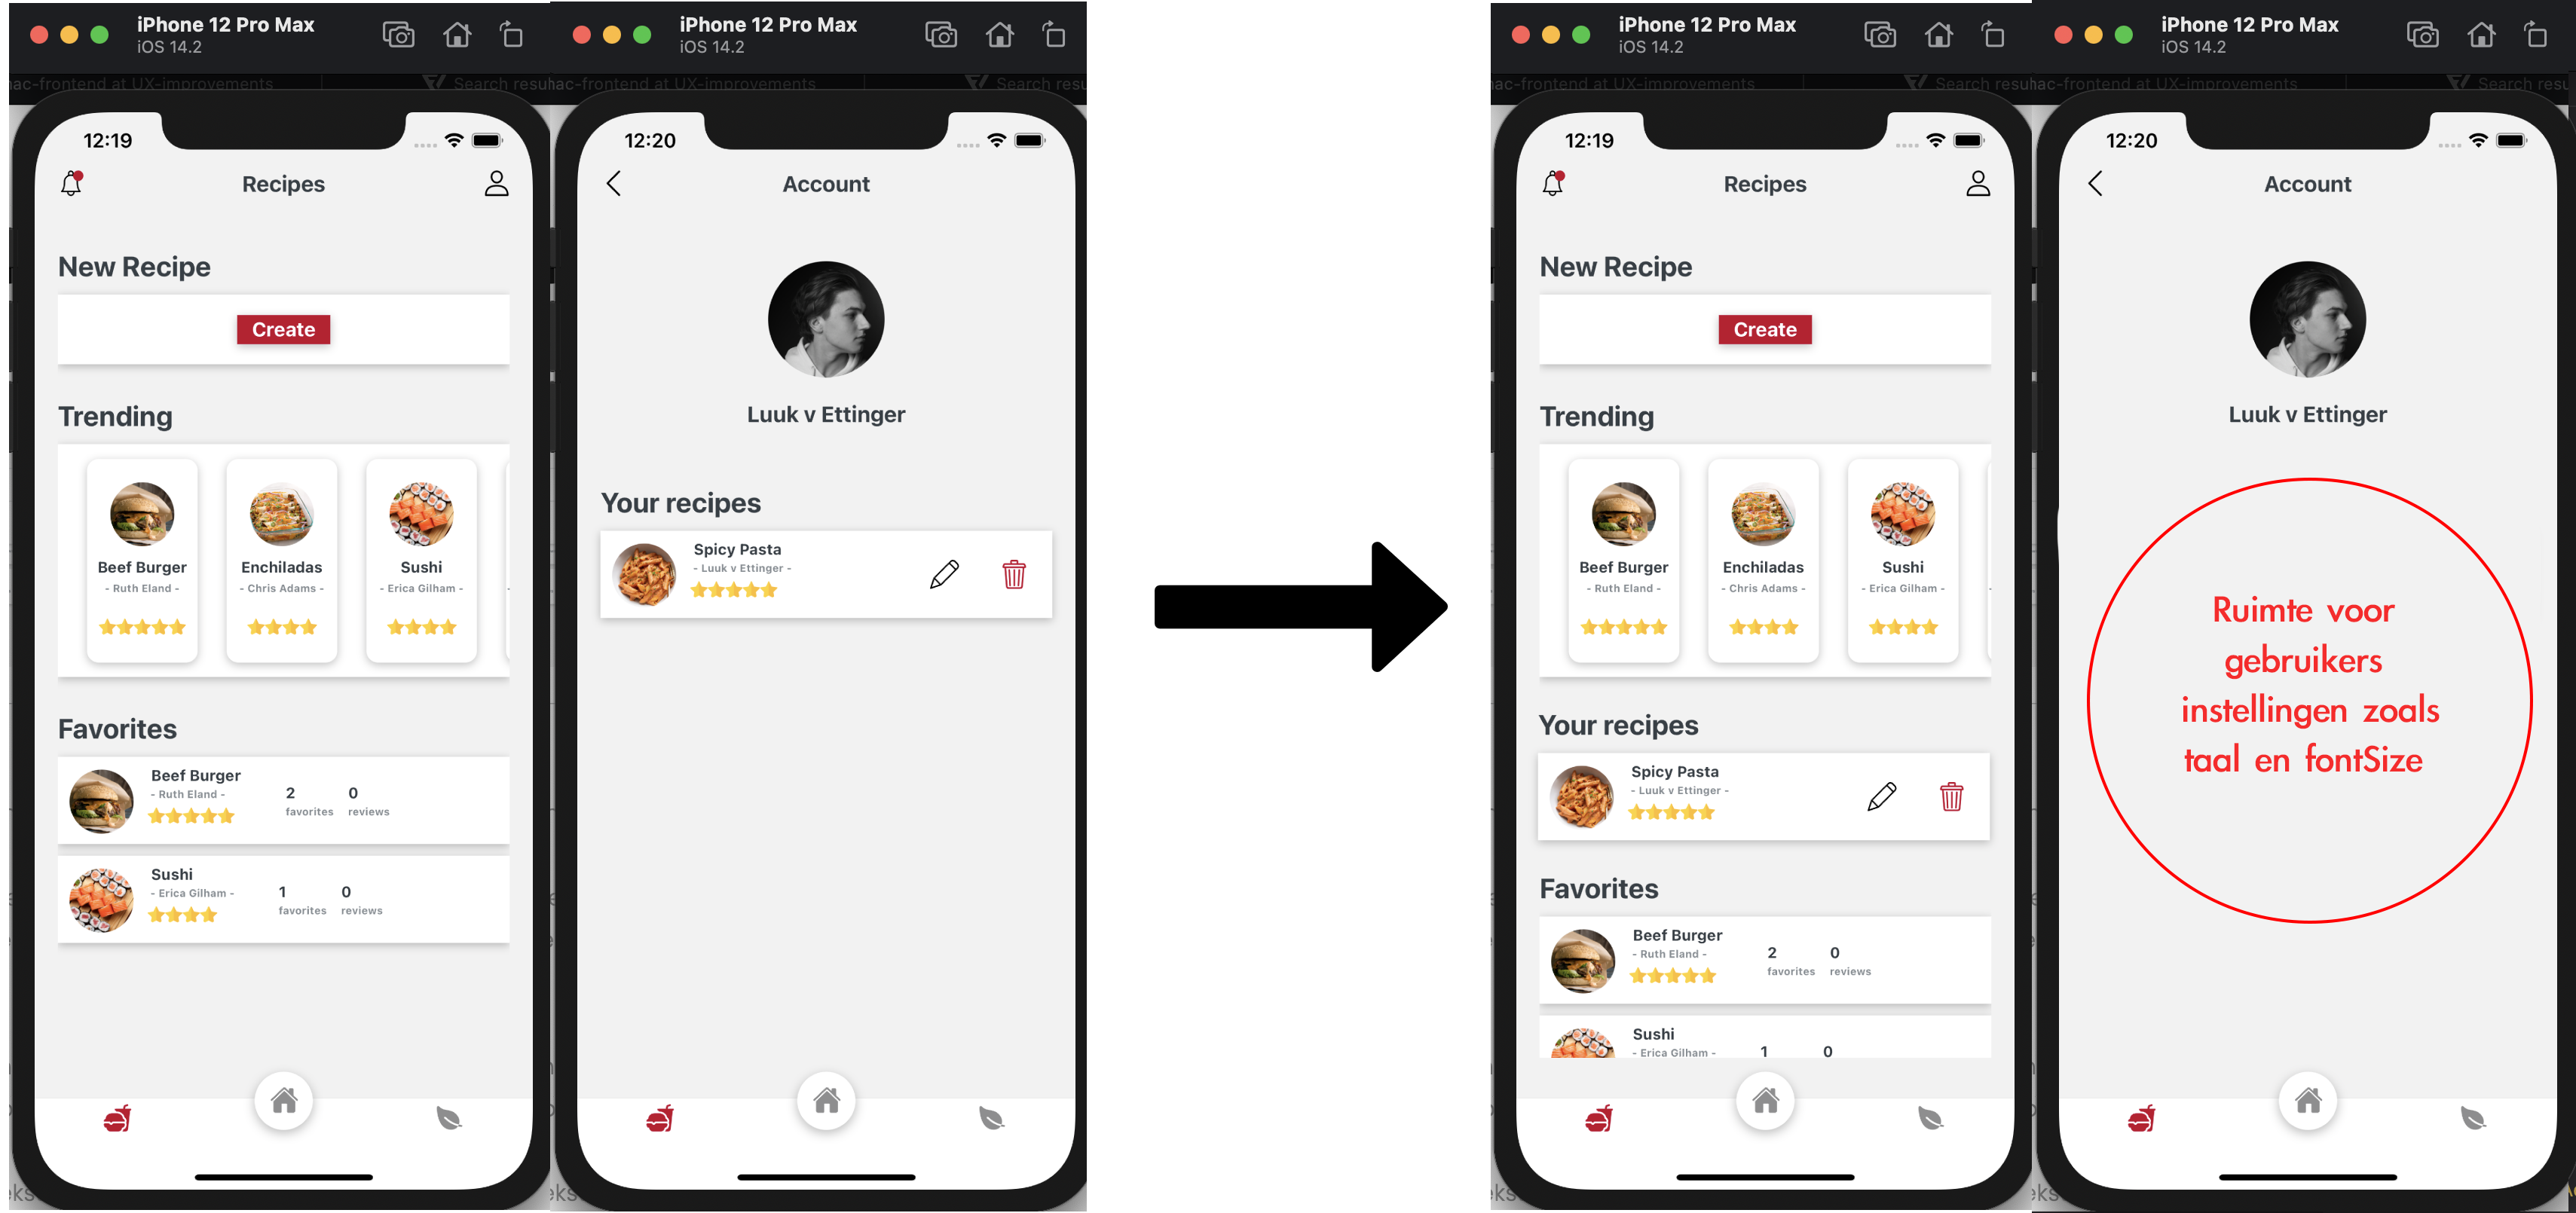 iPhone 12 Pro Max
iOS 14.2
ac-frontend at UX-improvements
Search resu
12:19
Recipes
New Recipe
Create
Trending
Beef Burger
- Ruth Eland -
Enchiladas
- Chris Adams -
Sushi
- Erica Gilham -
Favorites
Beef Burger
- Ruth Eland -
2 0
favorites reviews
Sushi
- Erica Gilham -
1 0
favorites reviews
iPhone 12 Pro Max
iOS 14.2
ac-frontend at UX-improvements
Search resu
12:20
Account
Luuk v Ettinger
Your recipes
Spicy Pasta
- Luuk v Ettinger -
iPhone 12 Pro Max
iOS 14.2
ac-frontend at UX-improvements
Search resu
12:19
Recipes
New Recipe
Create
Trending
Beef Burger
- Ruth Eland -
Enchiladas
- Chris Adams -
Sushi
- Erica Gilham -
Your recipes
Spicy Pasta
- Luuk v Ettinger -
Favorites
Beef Burger
- Ruth Eland -
2 0
favorites reviews
Sushi
- Erica Gilham -
1 0
iPhone 12 Pro Max
iOS 14.2
ac-frontend at UX-improvements
Search resu
12:20
Account
Luuk v Ettinger
Ruimte voor
gebruikers
instellingen zoals
taal en fontSize